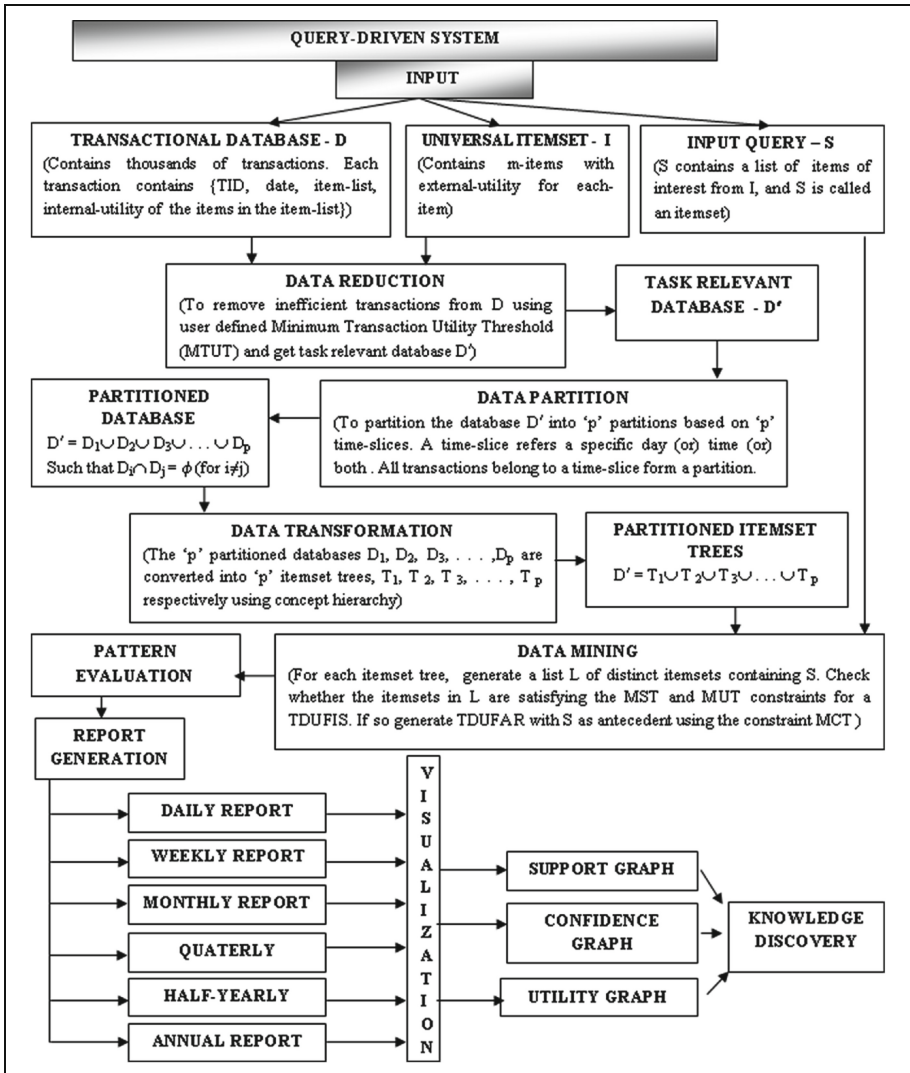 QUERY-DRIVEN SYSTEM
INPUT
TRANSACTIONAL DATABASE - D
(Contains thousands of transactions. Each
transaction contains {TID, date, item-list,
internal-utility of the items in the item-list})
UNIVERSAL ITEMSET - I
(Contains m-items with
external-utility for each-
item)
INPUT QUERY – S
(S contains a list of items of
interest from I, and S is called
an itemset)
DATA REDUCTION
(To remove inefficient transactions from D using
user defined Minimum Transaction Utility Threshold
(MTUT) and get task relevant database D′)
TASK RELEVANT
DATABASE - D′
PARTITIONED
DATABASE
D′ = D₁∪ D₂∪ D₃∪ . . . ∪ Dₚ
Such that Dᵢ∩ Dⱼ = ϕ (for i≠j)
DATA PARTITION
(To partition the database D′ into ‘p’ partitions based on ‘p’
time-slices. A time-slice refers a specific day (or) time (or)
both . All transactions belong to a time-slice form a partition.
DATA TRANSFORMATION
(The ‘p’ partitioned databases D₁, D₂, D₃, . . . . ,Dₚ are
converted into ‘p’ itemset trees, T₁, T ₂, T ₃, . . . . , T ₚ
respectively using concept hierarchy)
PARTITIONED ITEMSET
TREES
D′ = T₁∪ T ₂∪ T ₃∪ . . . ∪ T ₚ
PATTERN
EVALUATION
DATA MINING
(For each itemset tree, generate a list L of distinct itemsets containing S. Check
whether the itemsets in L are satisfying the MST and MUT constraints for a
TDUFIS. If so generate TDUFAR with S as antecedent using the constraint MCT )
REPORT
GENERATION
DAILY REPORT
WEEKLY REPORT
MONTHLY REPORT
QUATERLY
HALF-YEARLY
ANNUAL REPORT
VISUALIZATION
SUPPORT GRAPH
CONFIDENCE
GRAPH
UTILITY GRAPH
KNOWLEDGE
DISCOVERY